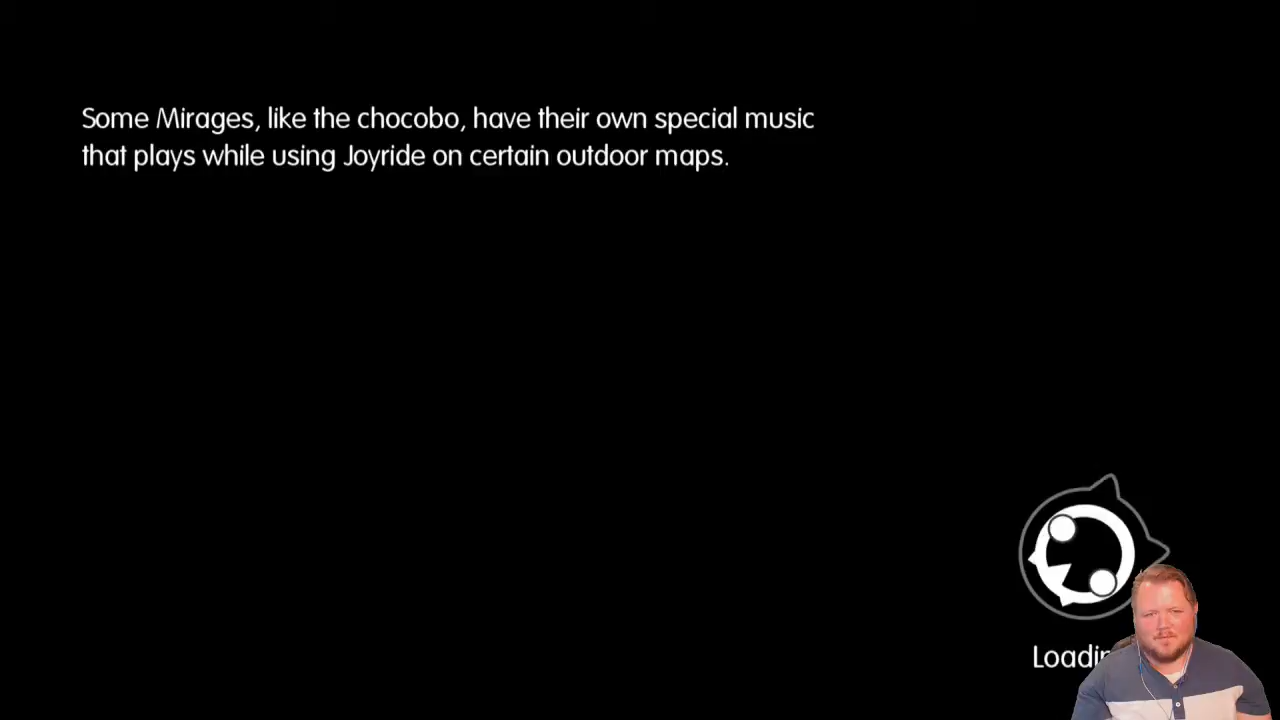 Some Mirages, like the chocobo, have their own special music
that plays while using Joyride on certain outdoor maps.